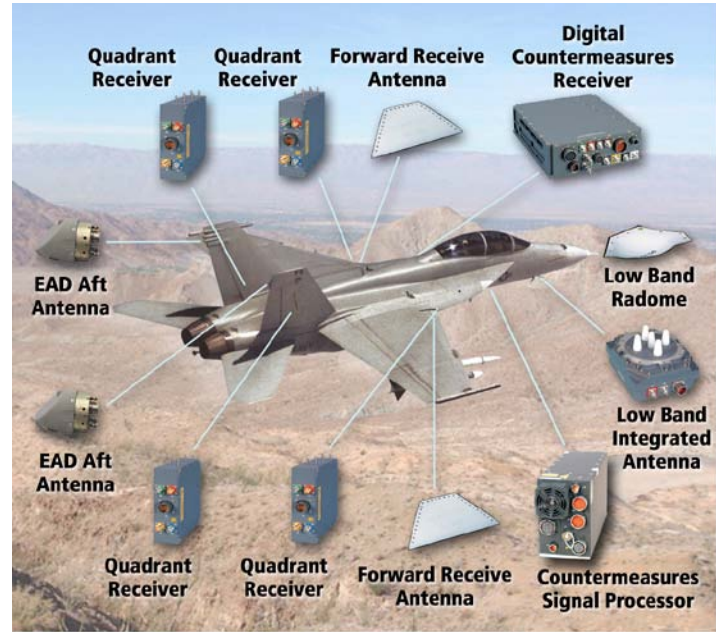 Quadrant
Receiver
Quadrant
Receiver
Forward Receive
Antenna
Digital
Countermeasures
Receiver
EAD Aft
Antenna
Low Band
Radome
EAD Aft
Antenna
Low Band
Integrated
Antenna
Quadrant
Receiver
Quadrant
Receiver
Forward Receive
Antenna
Countermeasures
Signal Processor